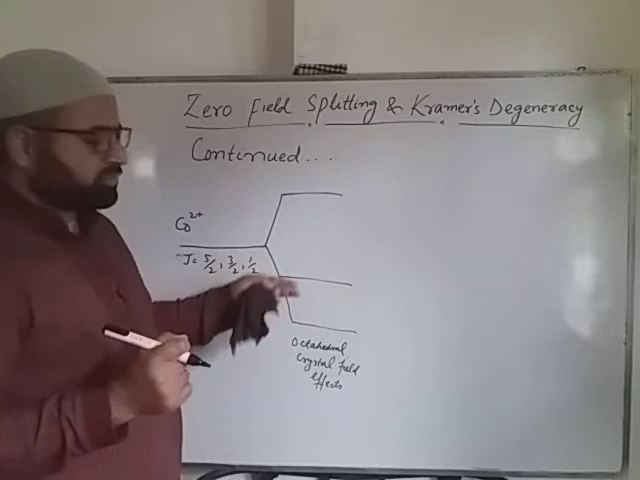 Zero Field Splitting & Kramer's Degeneracy
Continued....
Co²⁺
J= 5/2, 3/2, 1/2
Octahedral
Crystal Field
effects